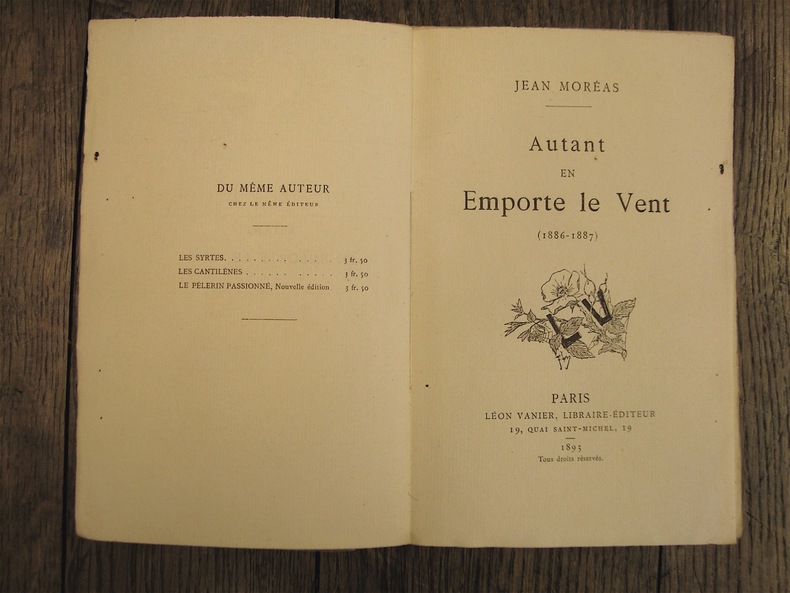 DU MÊME AUTEUR
CHEZ LE MÊME ÉDITEUR
LES SYRTES. . . . . . . . . . . . . 3 fr. 50
LES CANTILÈNES . . . . . . . . . . . 3 fr. 50
LE PÈLERIN PASSIONNÉ, Nouvelle édition 3 fr. 50
JEAN MORÉAS
Autant
EN
Emporte le Vent
(1886-1887)
LV
PARIS
LÉON VANIER, LIBRAIRE-ÉDITEUR
19, QUAI SAINT-MICHEL, 19
1893
Tous droits réservés.